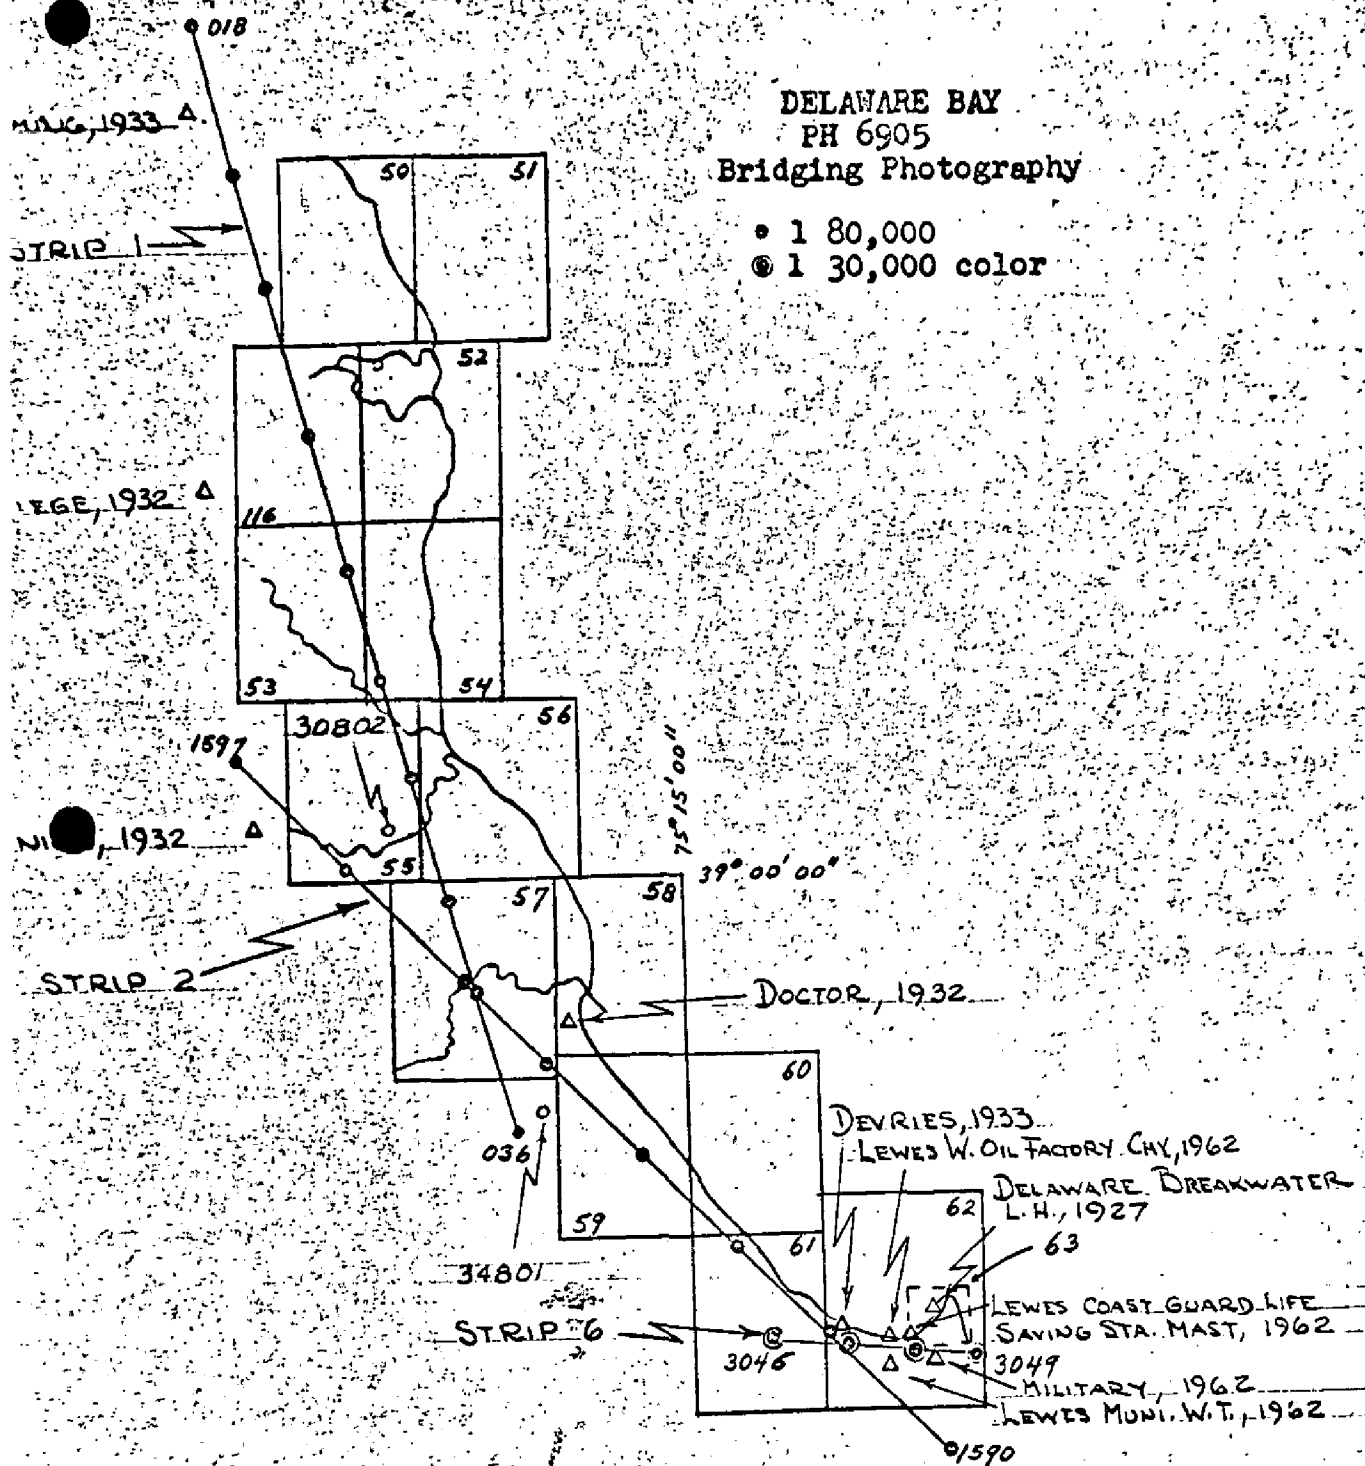 018
1933
DELAWARE BAY
PH 6905
Bridging Photography
1 80,000
1 30,000 color
50
51
STRIP 1
52
1932
116
53
54
30802
56
1597
75° 15' 00"
1932
55
39° 00' 00"
57
58
STRIP 2
DOCTOR, 1932
60
DEVRIES, 1933
LEWES W. OIL FACTORY CHY, 1962
036
DELAWARE BREAKWATER
L.H., 1927
62
59
61
63
34801
LEWES COAST GUARD LIFE
SAVING STA. MAST, 1962
STRIP 6
3046
3049
MILITARY, 1962
LEWES MUNI. W.T., 1962
1590